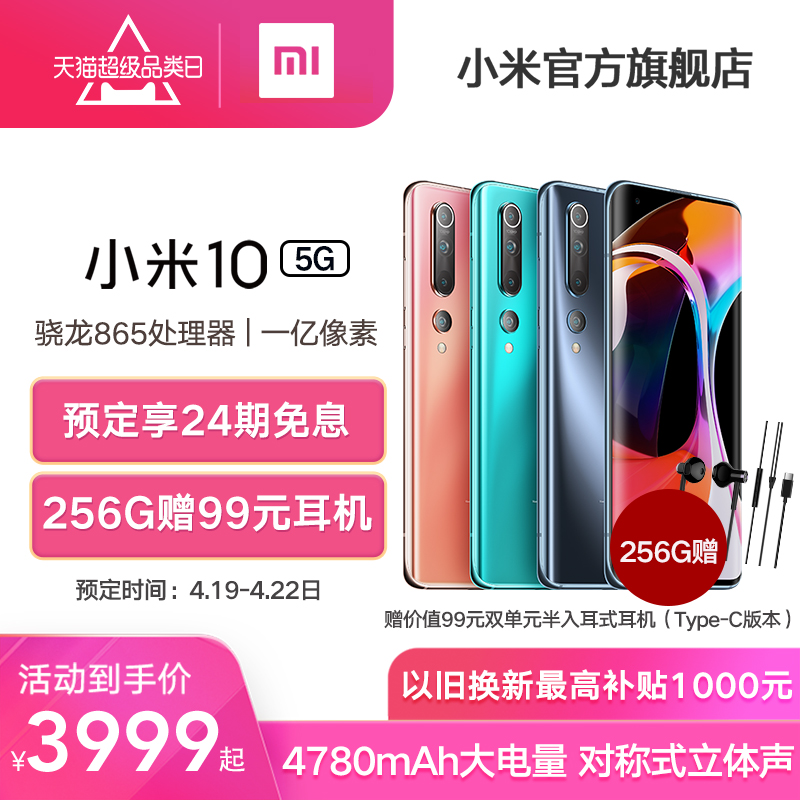 天猫超级品类日
mi
小米官方旗舰店
小米10 5G
骁龙865处理器 | 一亿像素
预定享24期免息
256G赠99元耳机
预定时间：4.19-4.22日
256G赠
赠价值99元双单元半入耳式耳机（Type-C版本）
活动到手价
¥3999起
以旧换新最高补贴1000元
4780mAh大电量 对称式立体声